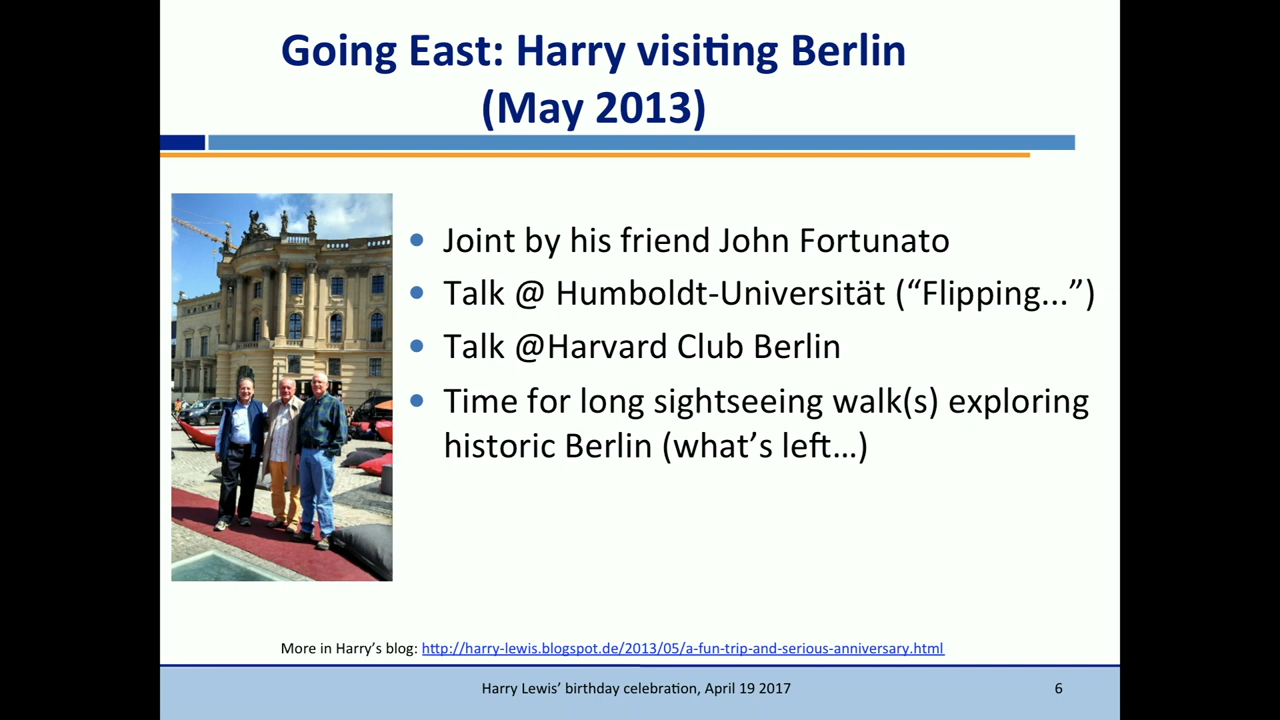 Going East: Harry visiting Berlin
(May 2013)
Joint by his friend John Fortunato
Talk @ Humboldt-Universität (“Flipping...”)
Talk @Harvard Club Berlin
Time for long sightseeing walk(s) exploring
historic Berlin (what’s left...)
More in Harry’s blog: http://harry-lewis.blogspot.de/2013/05/a-fun-trip-and-serious-anniversary.html
Harry Lewis’ birthday celebration, April 19 2017
6